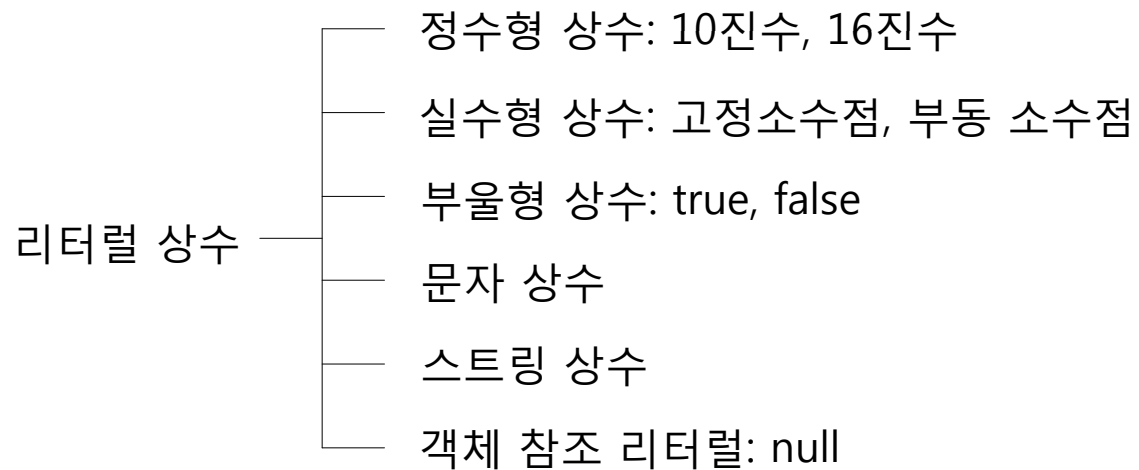 정수형 상수: 10진수, 16진수
실수형 상수: 고정소수점, 부동 소수점
부울형 상수: true, false
리터럴 상수
문자 상수
스트링 상수
객체 참조 리터럴: null